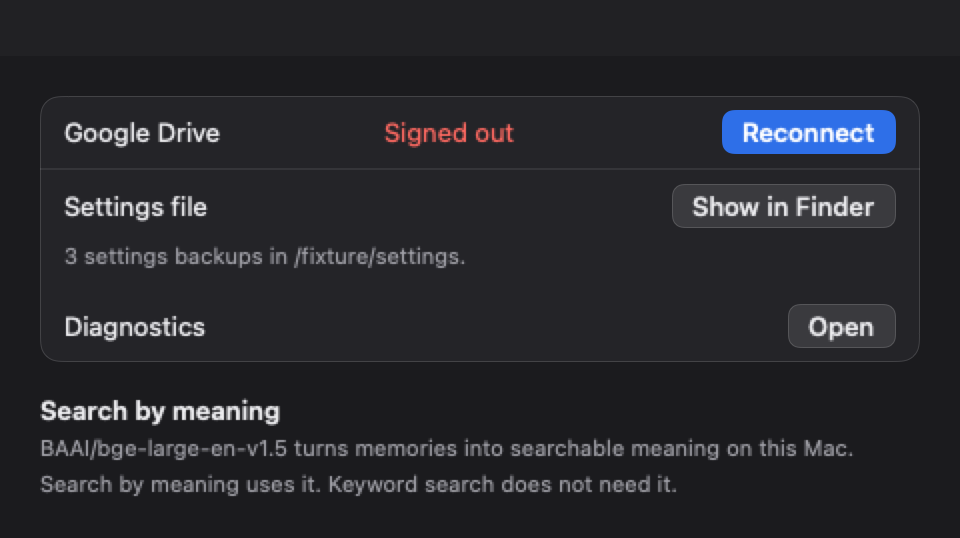 Google Drive Signed out Reconnect
Settings file Show in Finder
3 settings backups in /fixture/settings.
Diagnostics Open
Search by meaning
BAAI/bge-large-en-v1.5 turns memories into searchable meaning on this Mac.
Search by meaning uses it. Keyword search does not need it.